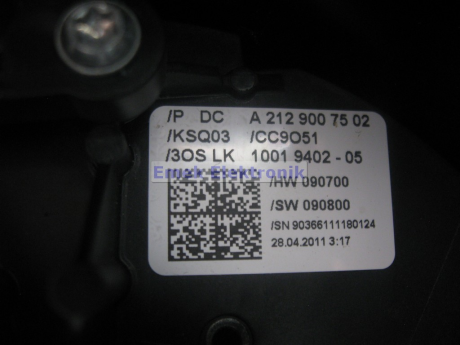 /P DC A 212 900 75 02
/KSQ03 /CC9O51
/3OS LK 1001 9402 - 05
Emek Elektronik
/HW 090700
/SW 090800
/SN 90366111180124
28.04.2011 3:17